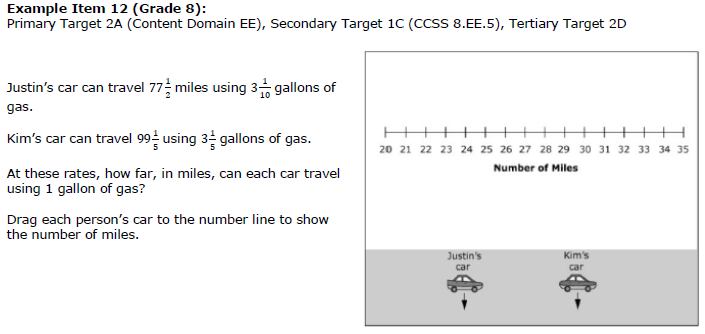 Example Item 12 (Grade 8):
Primary Target 2A (Content Domain EE), Secondary Target 1C (CCSS 8.EE.5), Tertiary Target 2D
Justin's car can travel 77 1/2 miles using 3 1/10 gallons of
gas.
Kim's car can travel 99 1/5 using 3 1/5 gallons of gas.
At these rates, how far, in miles, can each car travel
using 1 gallon of gas?
Drag each person's car to the number line to show
the number of miles.
20 21 22 23 24 25 26 27 28 29 30 31 32 33 34 35
Number of Miles
Justin's
car
Kim's
car